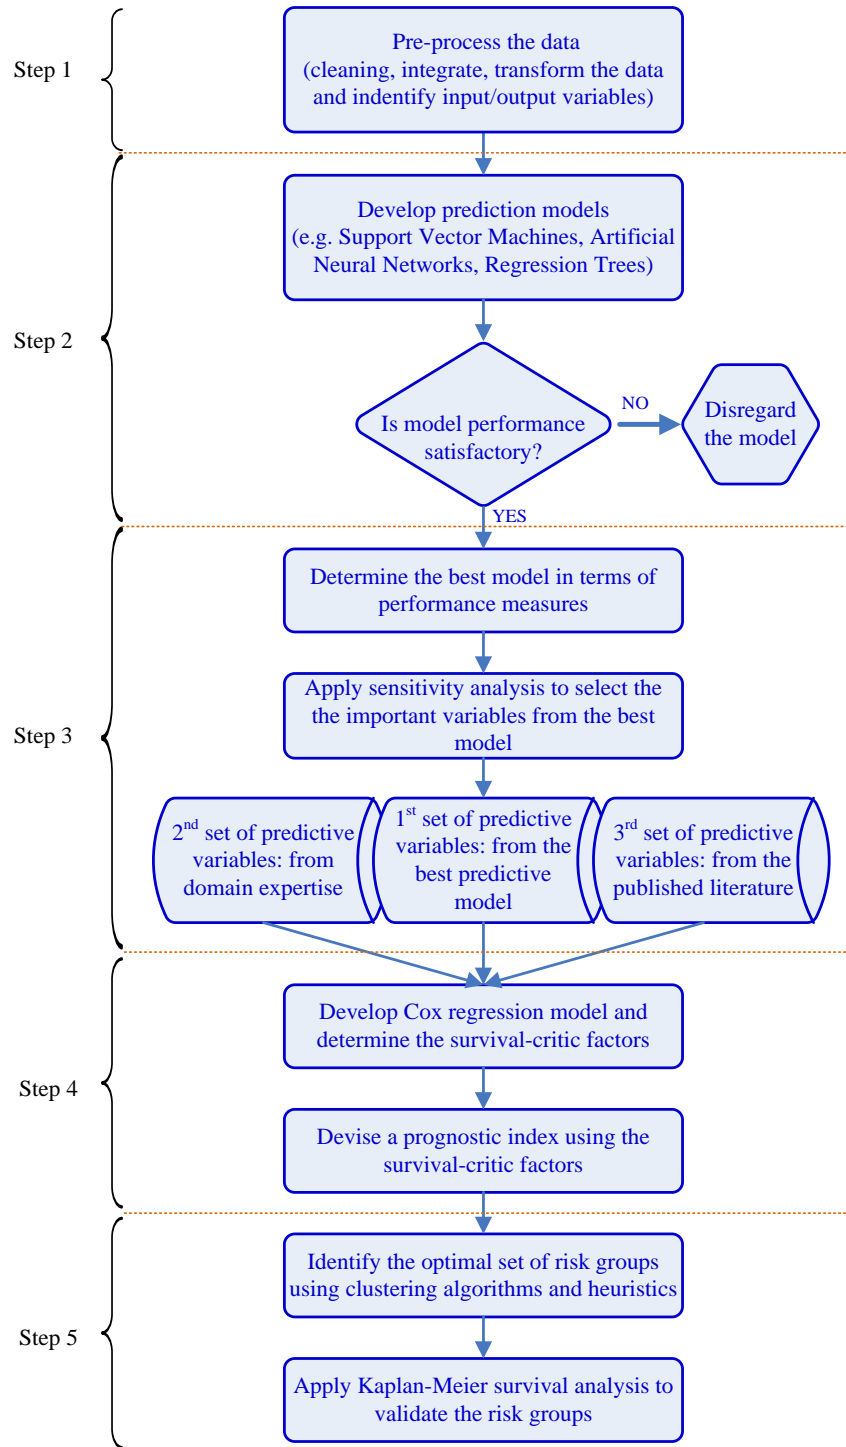 Step 1
Pre-process the data
(cleaning, integrate, transform the data
and indentify input/output variables)
Step 2
Develop prediction models
(e.g. Support Vector Machines, Artificial
Neural Networks, Regression Trees)
Is model performance
satisfactory?
NO
Disregard
the model
YES
Step 3
Determine the best model in terms of
performance measures
Apply sensitivity analysis to select the
the important variables from the best
model
2nd set of predictive
variables: from
domain expertise
1st set of predictive
variables: from the
best predictive
model
3rd set of predictive
variables: from the
published literature
Step 4
Develop Cox regression model and
determine the survival-critic factors
Devise a prognostic index using the
survival-critic factors
Step 5
Identify the optimal set of risk groups
using clustering algorithms and heuristics
Apply Kaplan-Meier survival analysis to
validate the risk groups